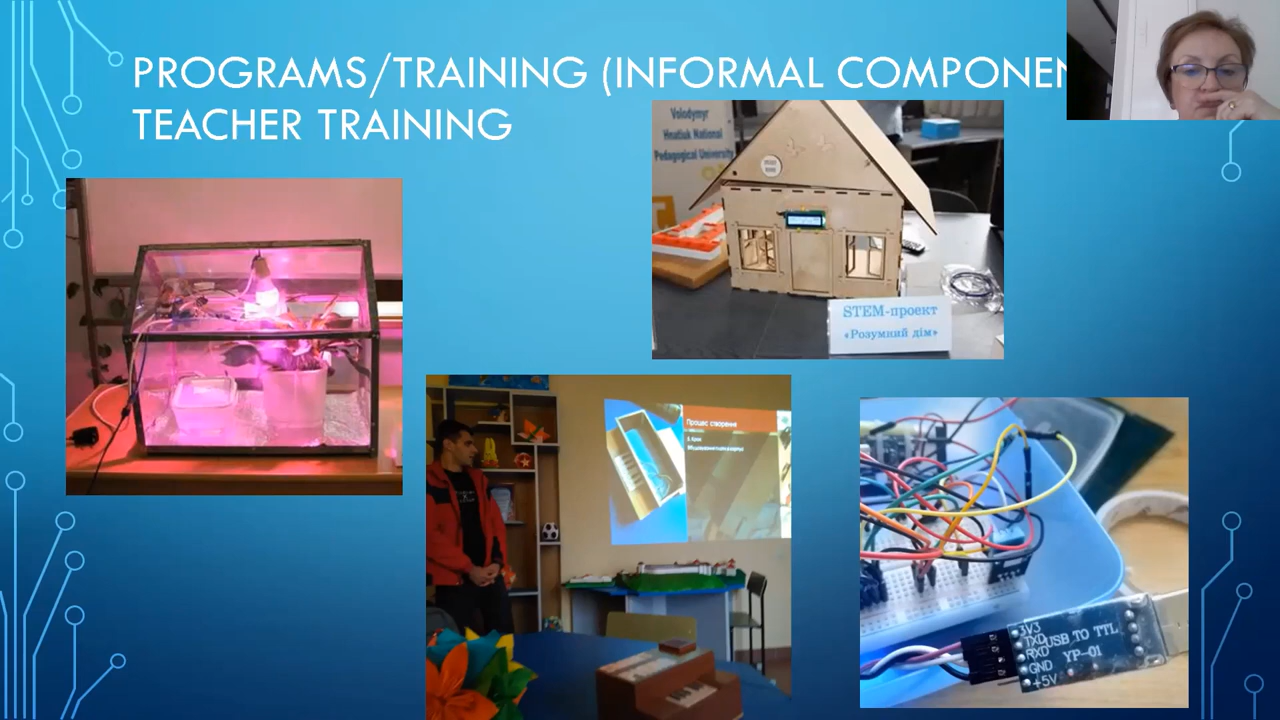 PROGRAMS/TRAINING (INFORMAL COMPONEN
TEACHER TRAINING
Volodymyr
Hnatiuk National
Pedagogical University
STEM-проект
«Розумний дім»
Процес створення
3V3
TXD
RXD
GND
+5V
USB TO TTL
YP-01